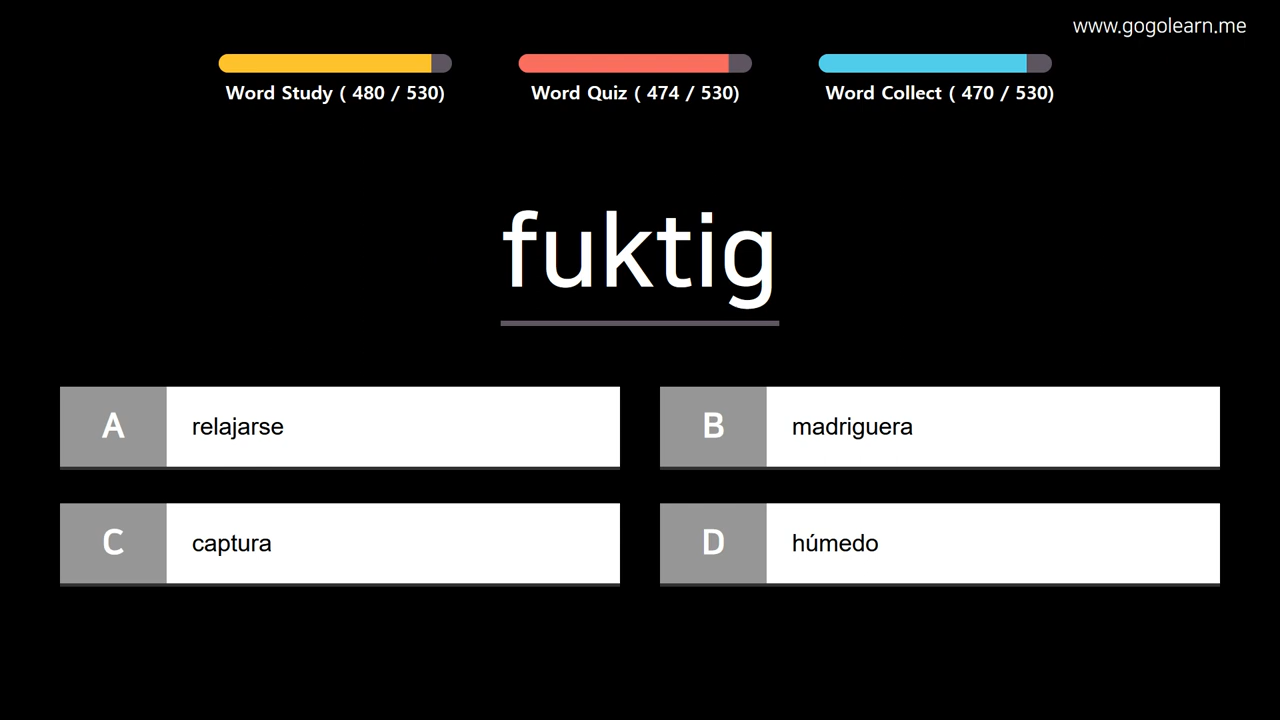 www.gogolearn.me
Word Study ( 480 / 530)
Word Quiz ( 474 / 530)
Word Collect ( 470 / 530)
fuktig
A relajarse
B madriguera
C captura
D húmedo